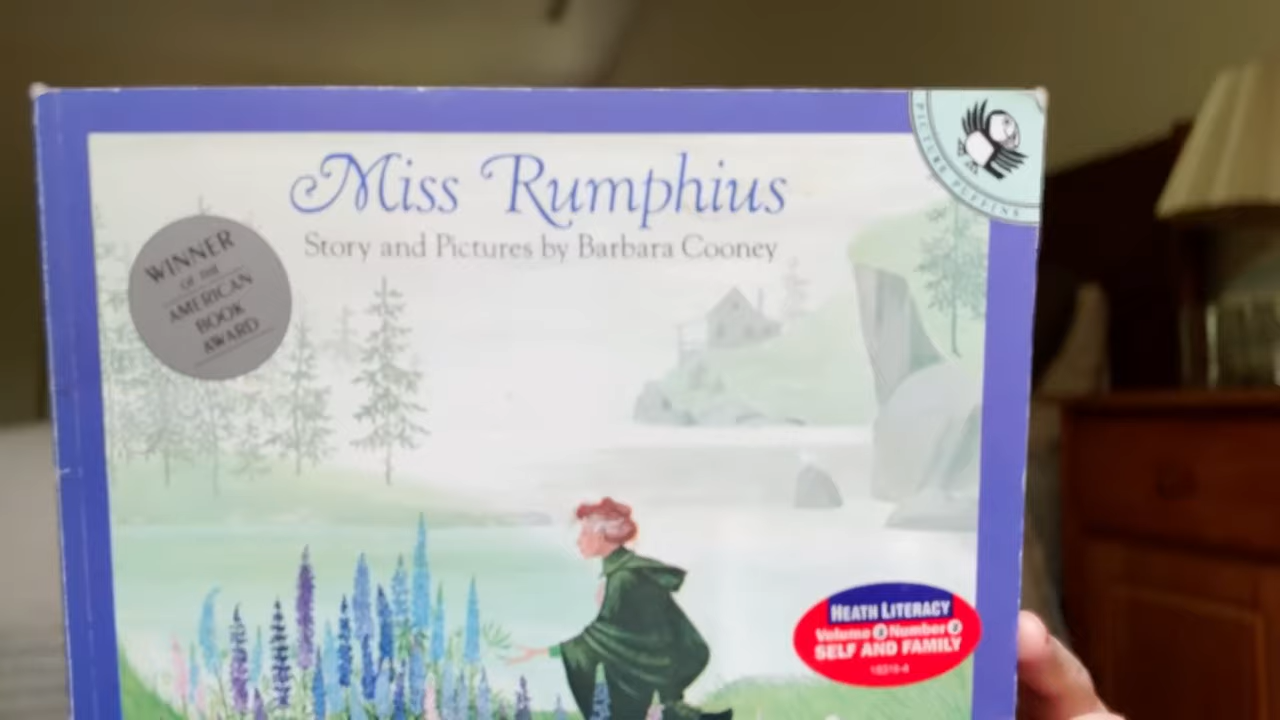 Miss Rumphius
Story and Pictures by Barbara Cooney
PICTURE PUFFINS
WINNER
OF THE
AMERICAN
BOOK
AWARD
HEATH LITERACY
Volume 2 Number 2
SELF AND FAMILY